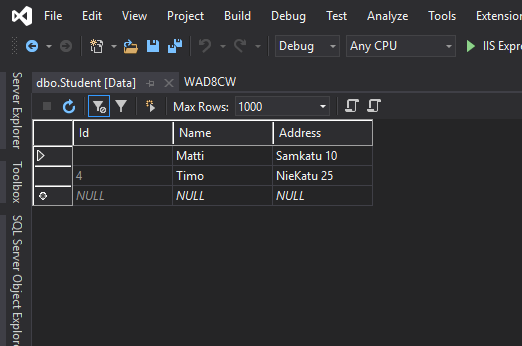 File Edit View Project Build Debug Test Analyze Tools Extension
Debug Any CPU IIS Expre
dbo.Student [Data] WAD8CW
Max Rows: 1000
Id Name Address
Matti Samkatu 10
4 Timo NieKatu 25
NULL NULL NULL
Server Explorer
Toolbox
SQL Server Object Explore